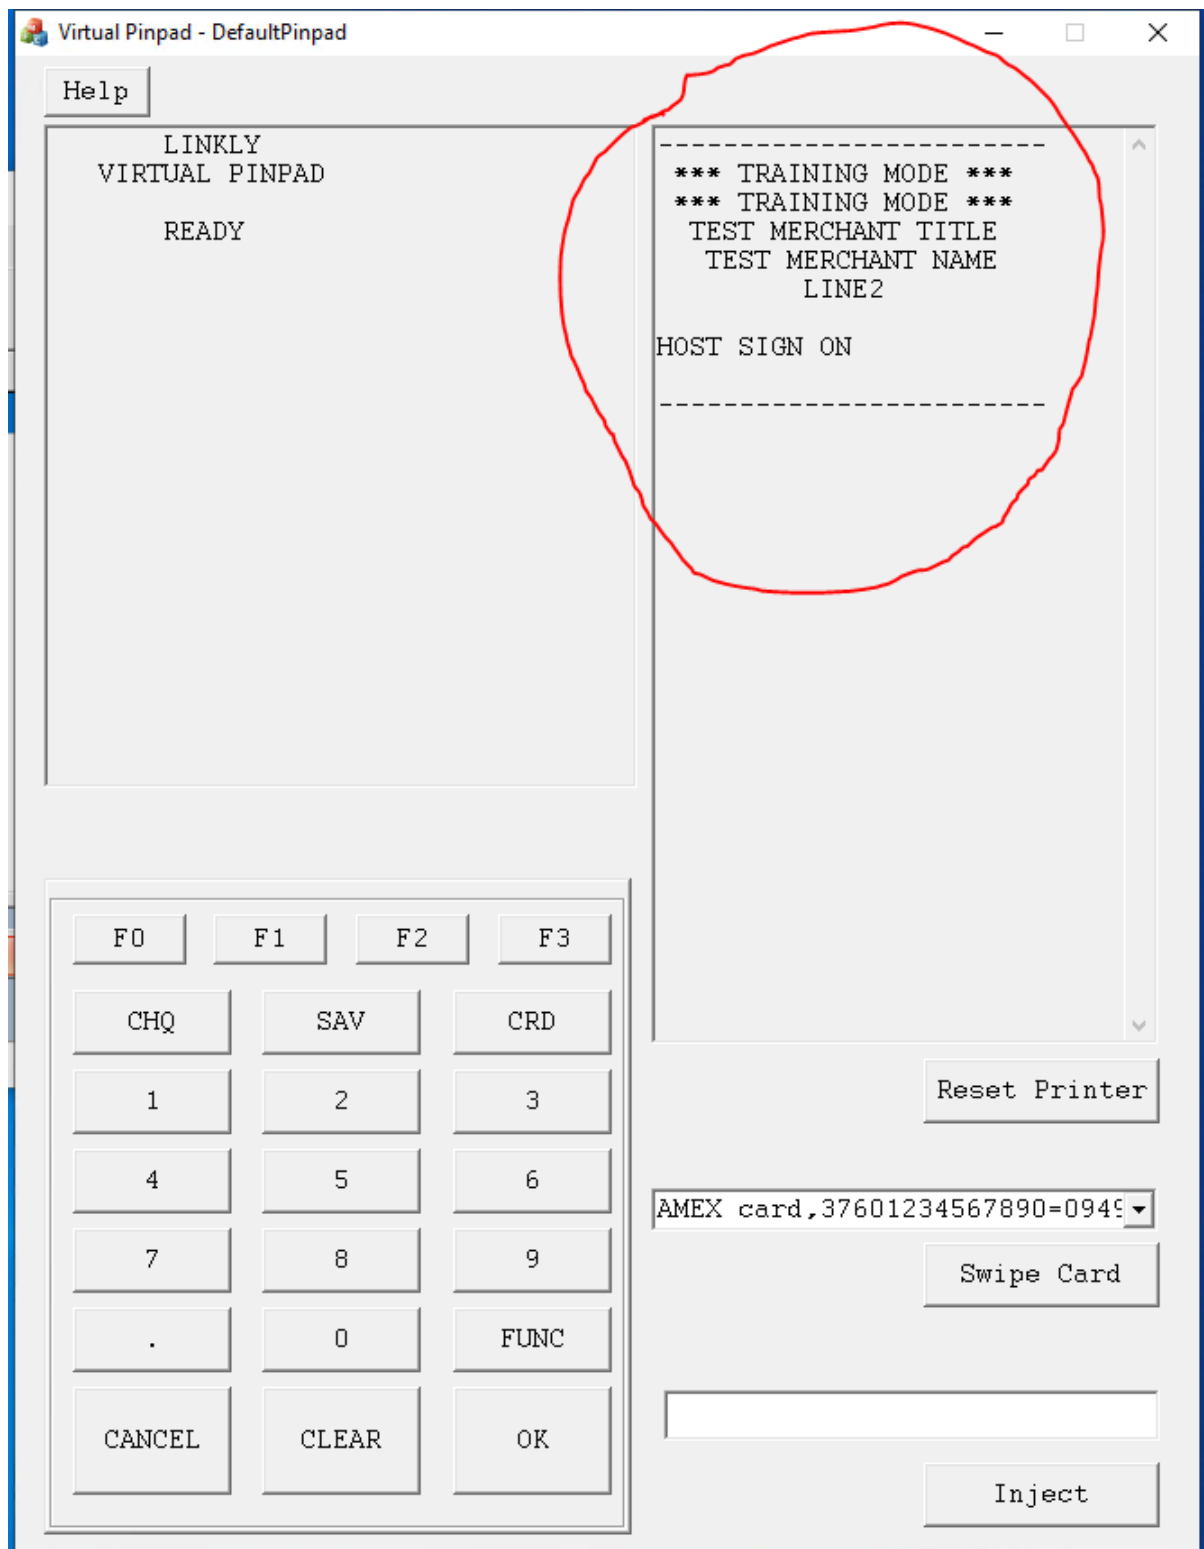 Virtual Pinpad - DefaultPinpad
Help
LINKLY
VIRTUAL PINPAD
READY
-----------------------
*** TRAINING MODE ***
*** TRAINING MODE ***
TEST MERCHANT TITLE
TEST MERCHANT NAME
LINE2
HOST SIGN ON
-----------------------
F0 F1 F2 F3
CHQ SAV CRD
1 2 3
4 5 6
7 8 9
. 0 FUNC
CANCEL CLEAR OK
Reset Printer
AMEX card,37601234567890=0949
Swipe Card
Inject